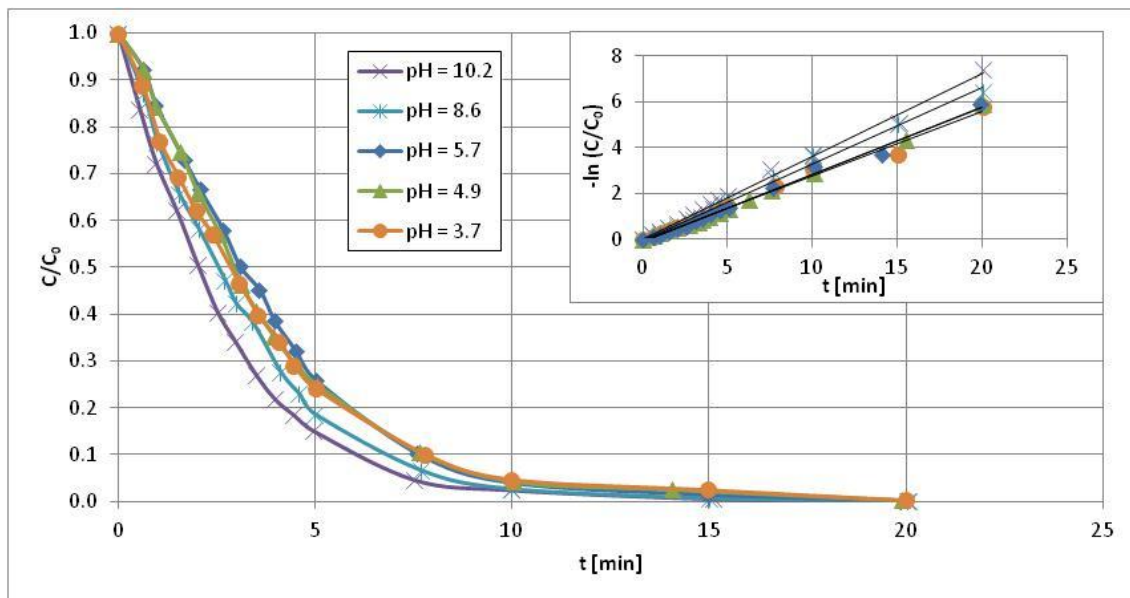 1.0
0.9
0.8
0.7
0.6
0.5
0.4
0.3
0.2
0.1
0.0
C/C₀
0 5 10 15 20 25
t [min]
pH = 10.2
pH = 8.6
pH = 5.7
pH = 4.9
pH = 3.7
8
6
4
2
0
-ln (C/C₀)
0 5 10 15 20 25
t [min]